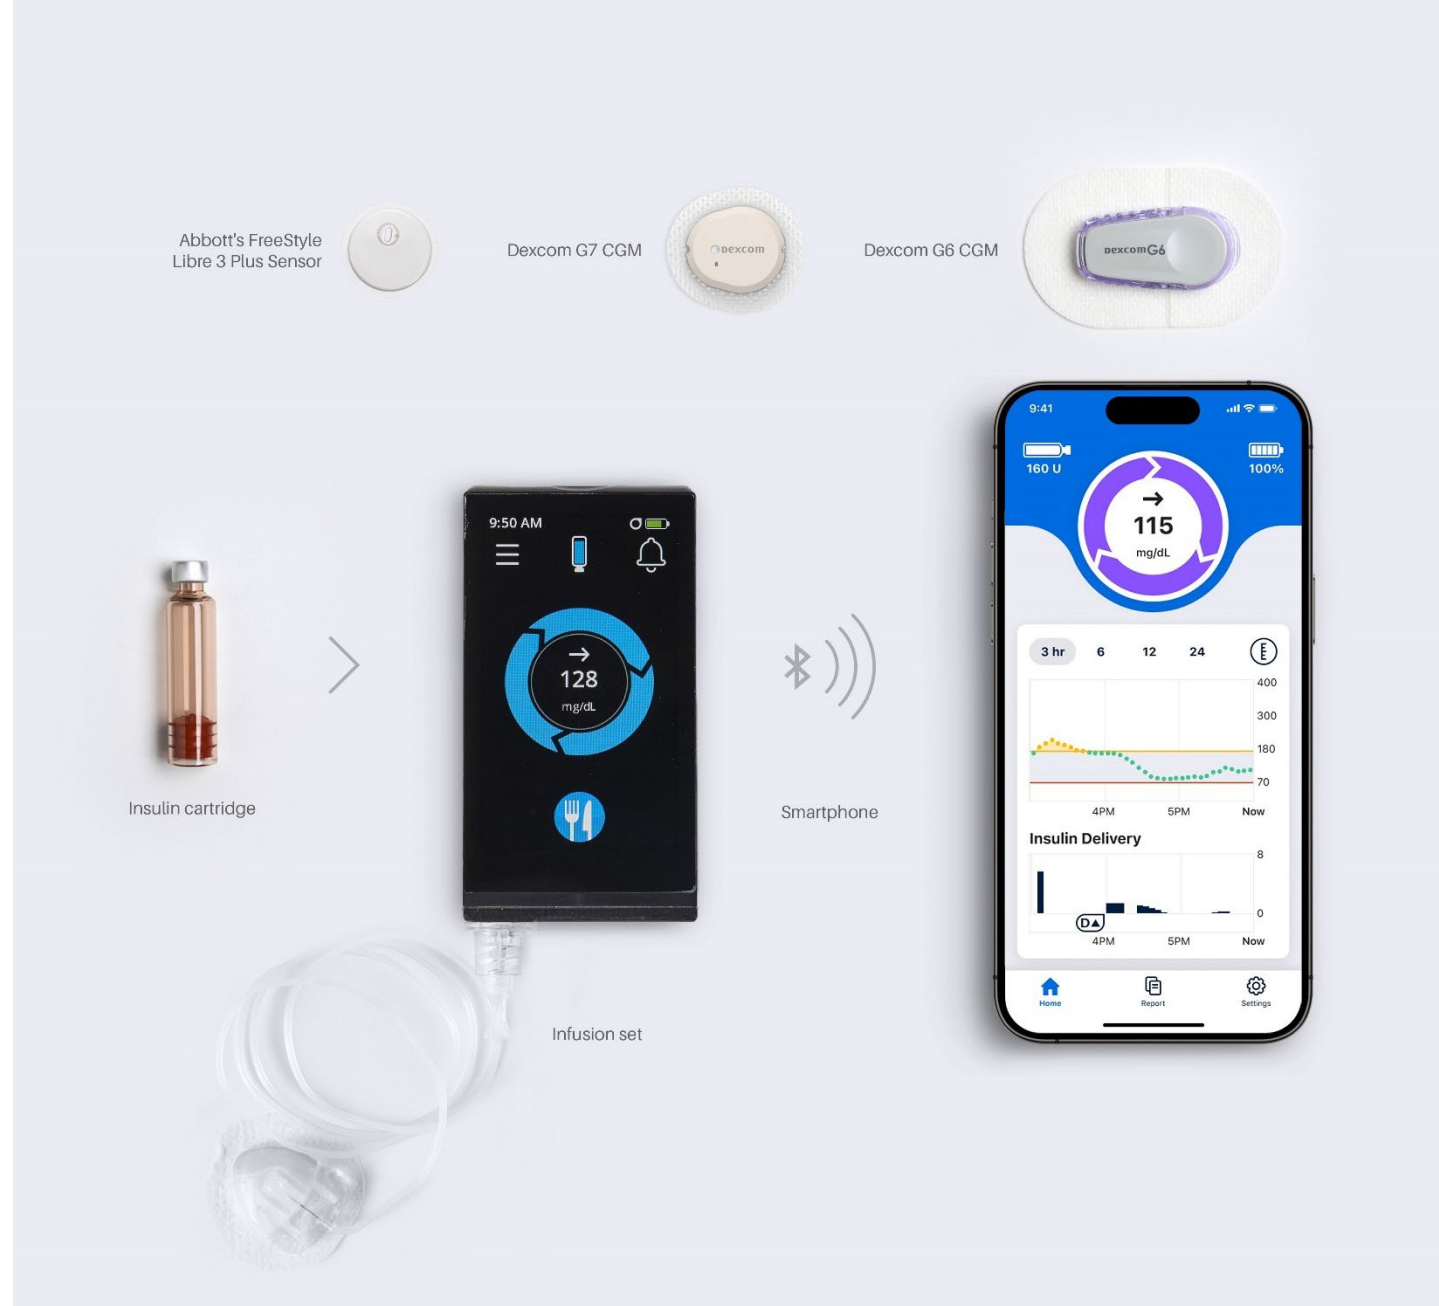 Abbott's FreeStyle
Libre 3 Plus Sensor
Dexcom G7 CGM
Dexcom
Dexcom G6 CGM
Dexcom G6
9:41
160 U
100%
115
mg/dL
3 hr 6 12 24
400
300
180
70
4PM 5PM Now
Insulin Delivery
8
0
D
4PM 5PM Now
Home Report Settings
9:50 AM
128
mg/dL
Insulin cartridge
Smartphone
Infusion set